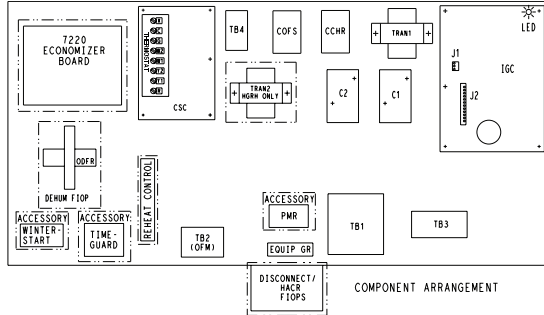 7220
ECONOMIZER
BOARD
THERMOSTAT
CSC
TB4
COFS
CCHR
TRAN1
LED
J1
IGC
J2
TRAN2
HGRH ONLY
C2
C1
ODFR
DEHUM FIOP
REHEAT CONTROL
ACCESSORY
WINTER-
START
ACCESSORY
TIME-
GUARD
TB2
(OFM)
ACCESSORY
PMR
EQUIP GR
TB1
TB3
DISCONNECT/
HACR
FIOPS
COMPONENT ARRANGEMENT